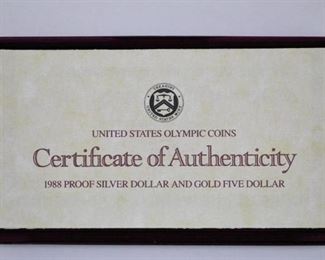 UNITED STATES OLYMPIC COINS
Certificate of Authenticity
1988 PROOF SILVER DOLLAR AND GOLD FIVE DOLLAR